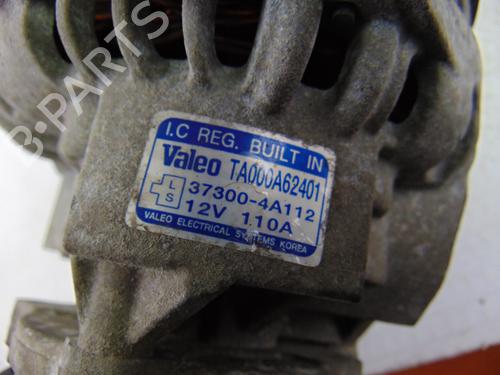 I.C REG. BUILT IN
Valeo TA000A62401
L S 37300-4A112
12V 110A
VALEO ELECTRICAL SYSTEMS KOREA
B-PARTS